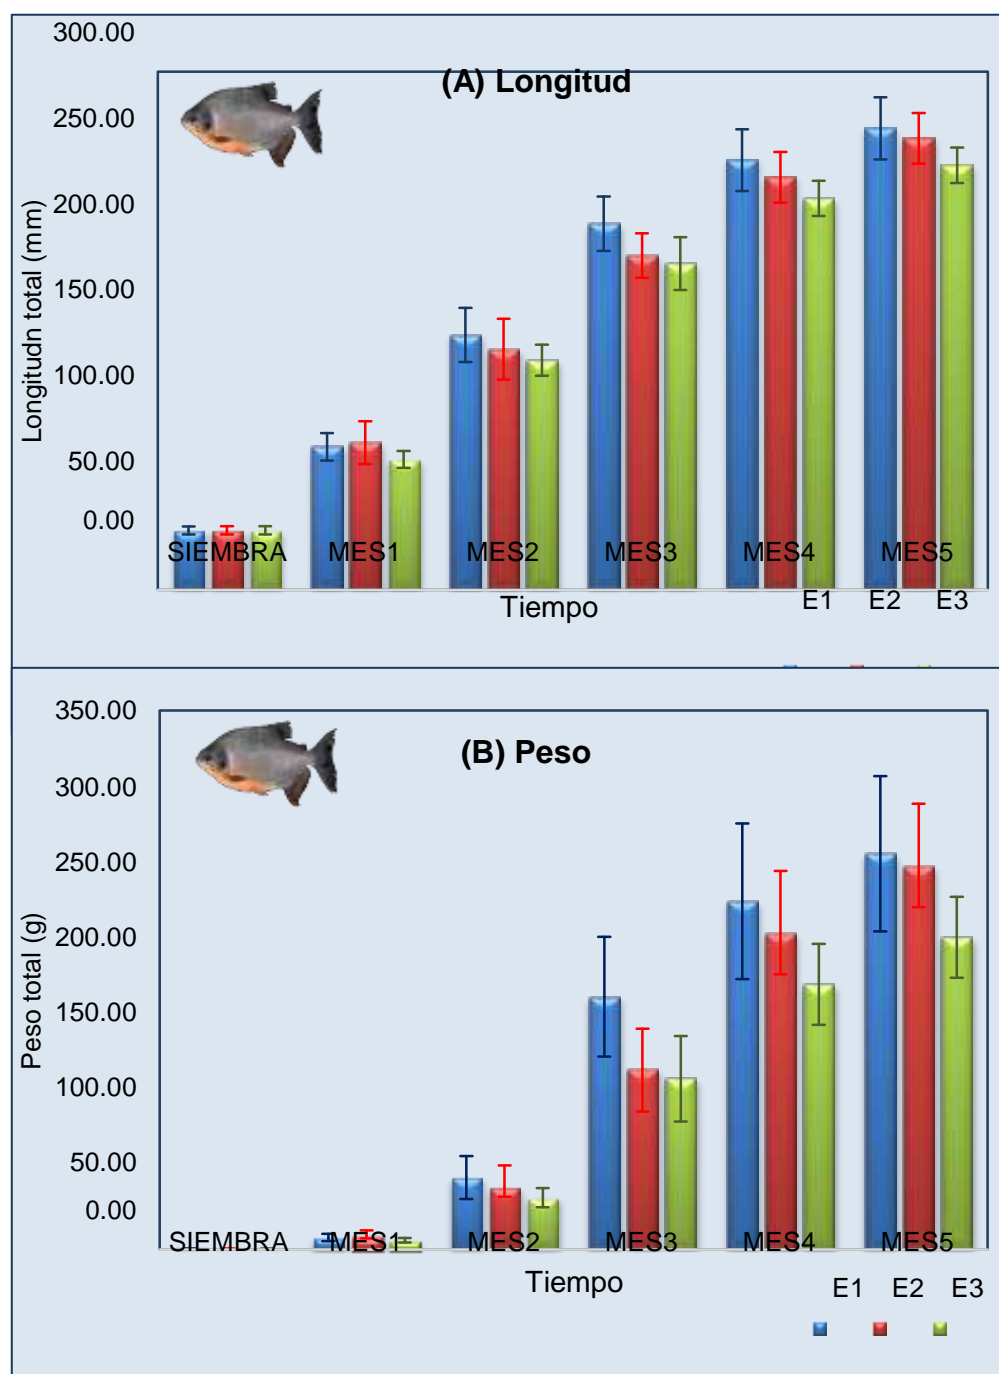 300.00
(A) Longitud
250.00
200.00
150.00
100.00
50.00
0.00
Longitudn total (mm)
SIEMBRA MES1 MES2 MES3 MES4 MES5
Tiempo
E1 E2 E3
350.00
(B) Peso
300.00
250.00
200.00
150.00
100.00
50.00
0.00
Peso total (g)
SIEMBRA MES1 MES2 MES3 MES4 MES5
Tiempo
E1 E2 E3